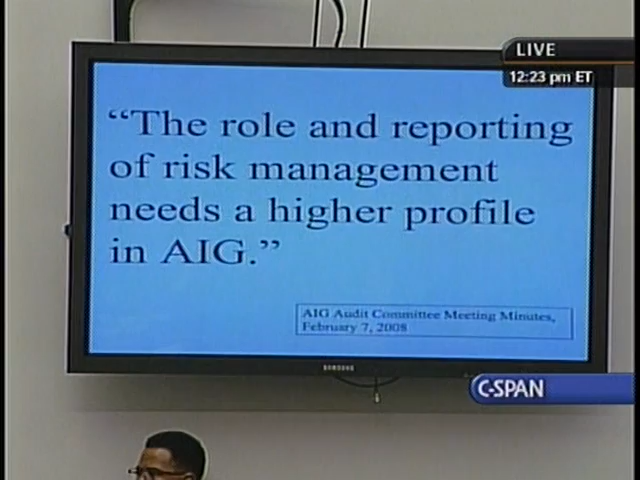 LIVE
12:23 pm ET
“The role and reporting
of risk management
needs a higher profile
in AIG.”
AIG Audit Committee Meeting Minutes,
February 7, 2008
SAMSUNG
C-SPAN